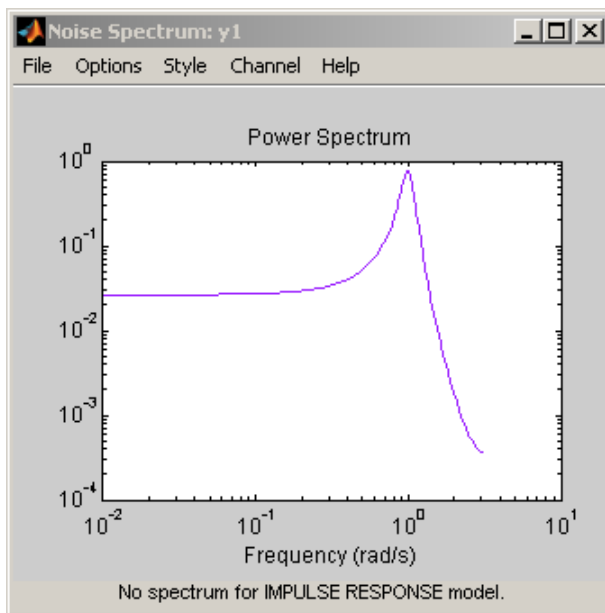 Noise Spectrum: y1
File Options Style Channel Help
Power Spectrum
10^0
10^-1
10^-2
10^-3
10^-4
10^-2 10^-1 10^0 10^1
Frequency (rad/s)
No spectrum for IMPULSE RESPONSE model.